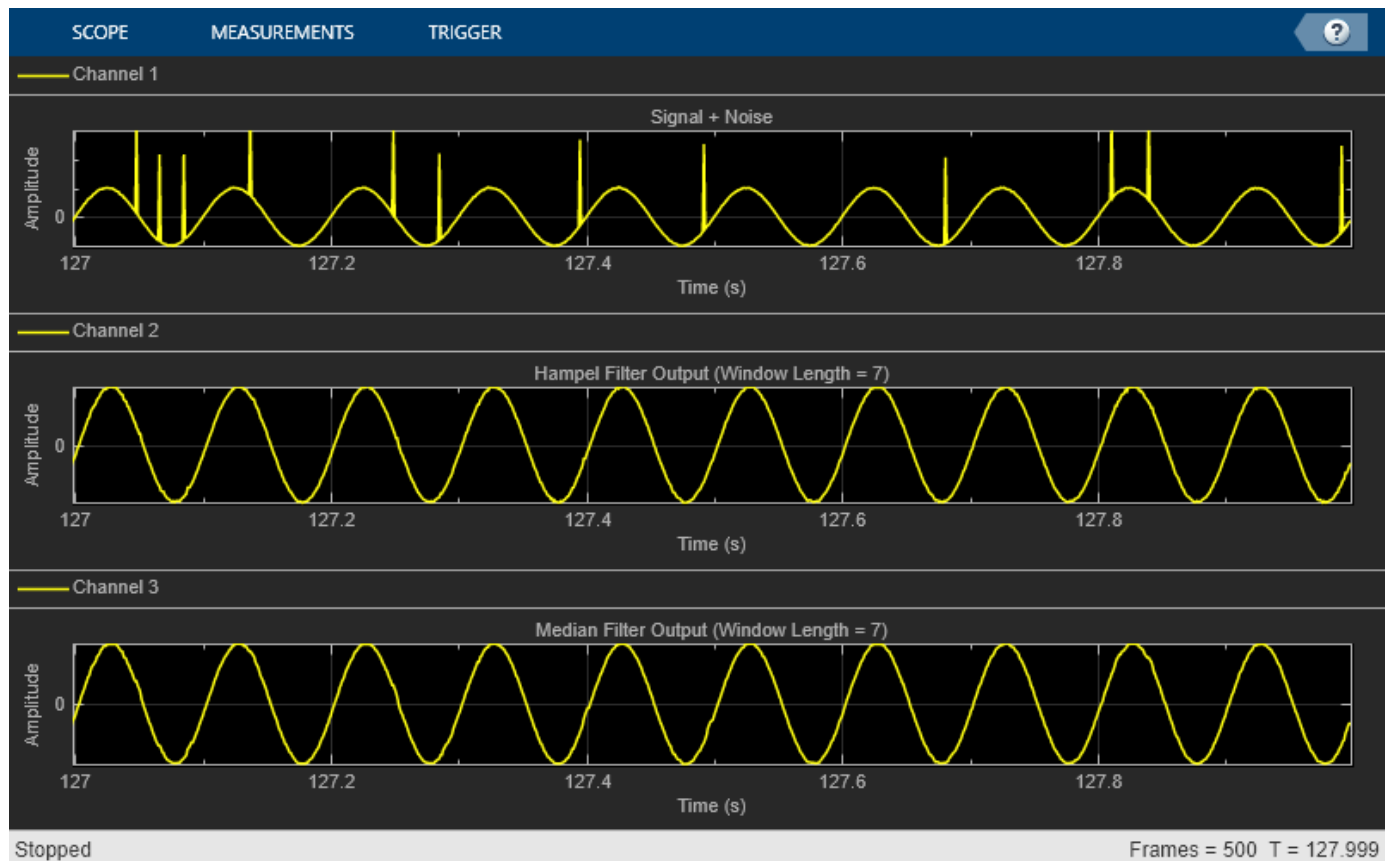 SCOPE MEASUREMENTS TRIGGER ?
Channel 1
Signal + Noise
Amplitude
0
127 127.2 127.4 127.6 127.8
Time (s)
Channel 2
Hampel Filter Output (Window Length = 7)
Amplitude
0
127 127.2 127.4 127.6 127.8
Time (s)
Channel 3
Median Filter Output (Window Length = 7)
Amplitude
0
127 127.2 127.4 127.6 127.8
Time (s)
Stopped Frames = 500 T = 127.999